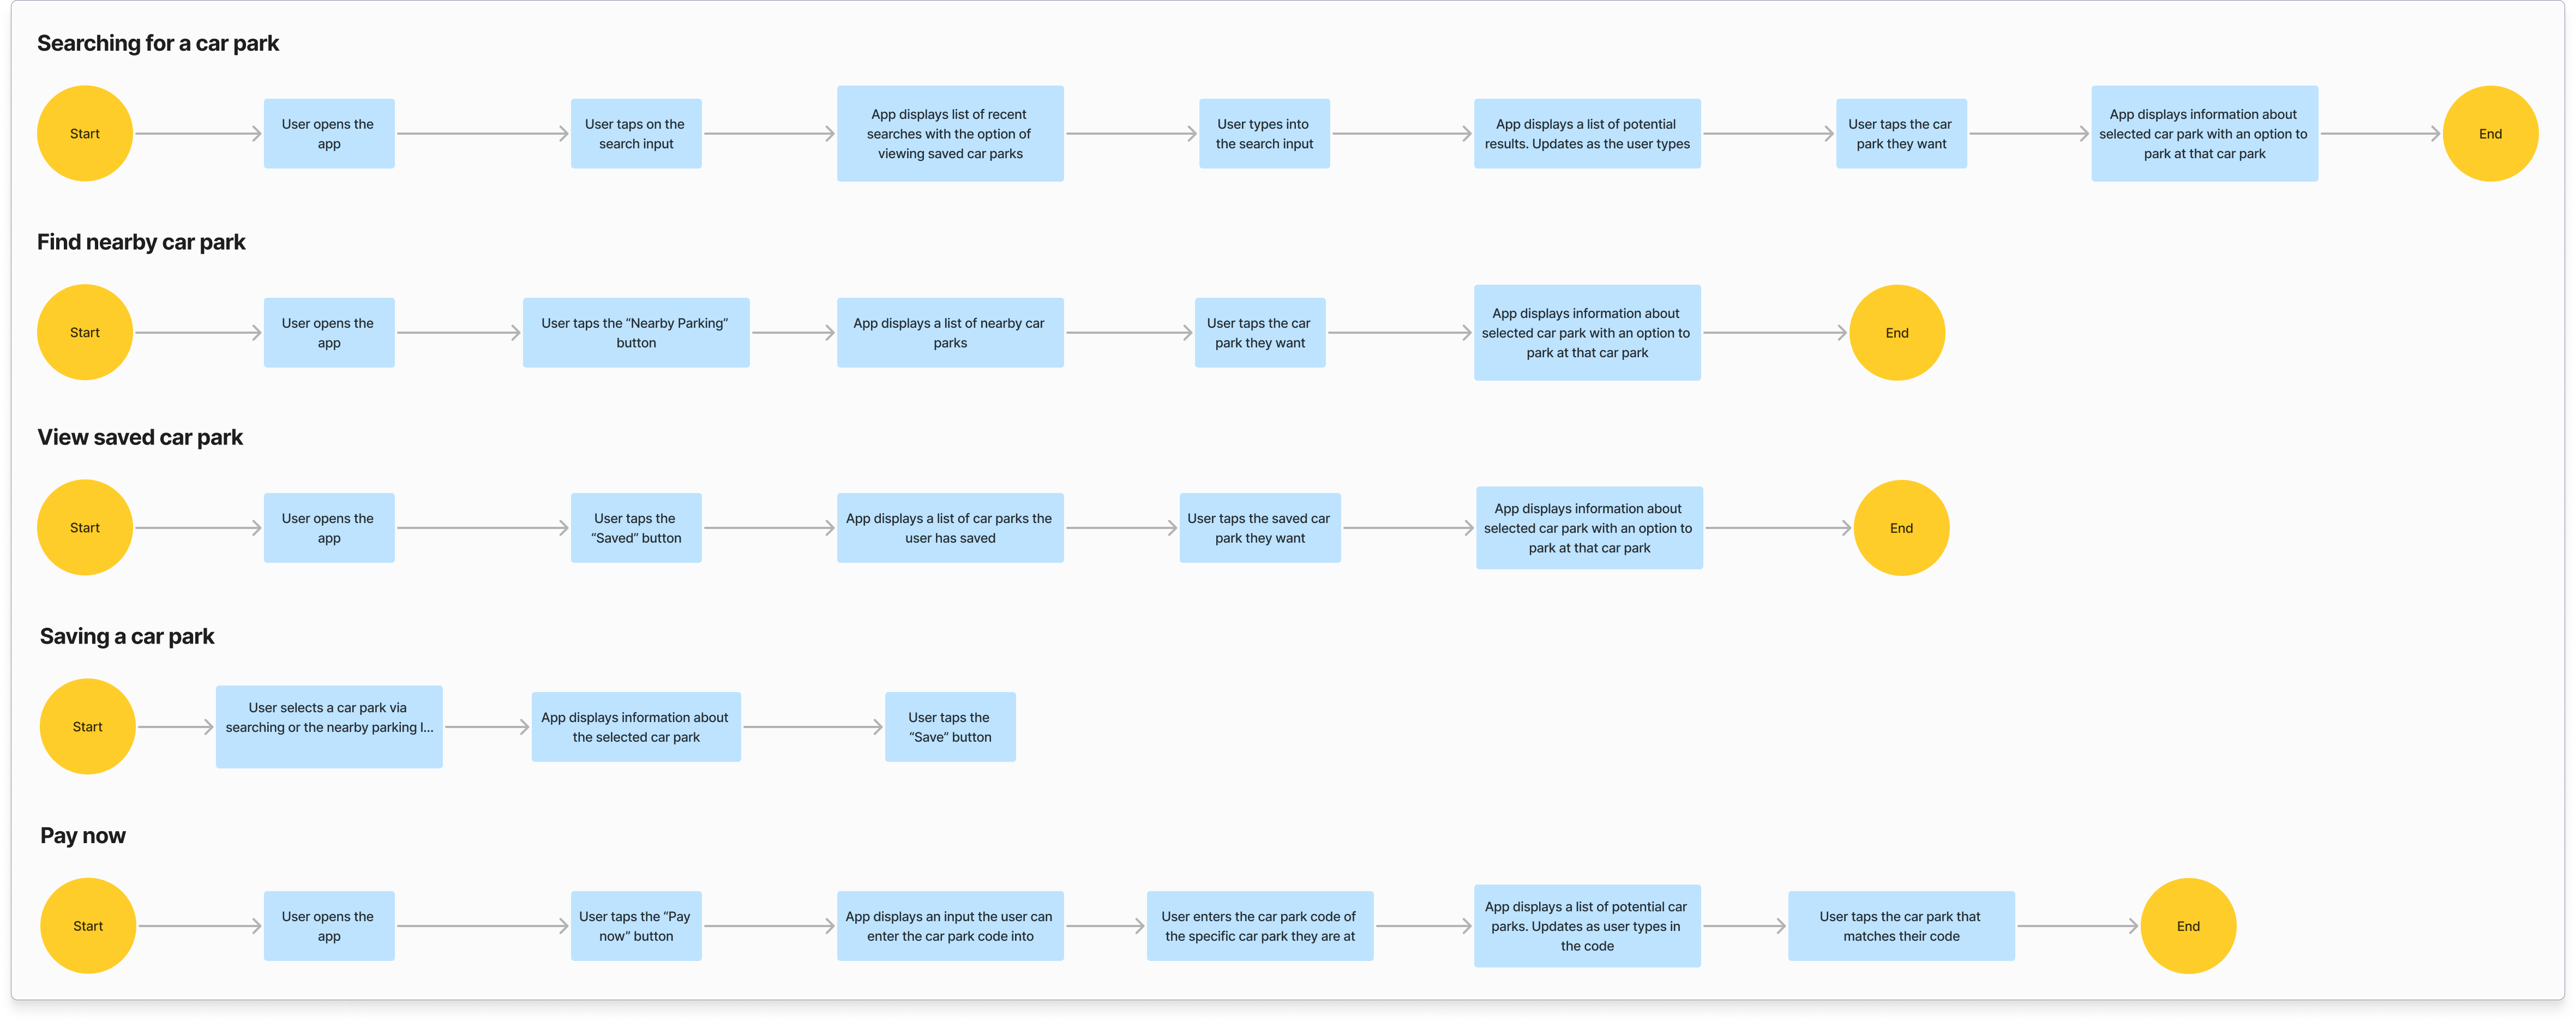 Searching for a car park
Start
User opens the
app
User taps on the
search input
App displays list of recent
searches with the option of
viewing saved car parks
User types into
the search input
App displays a list of potential
results. Updates as the user types
User taps the car
park they want
App displays information about
selected car park with an option to
park at that car park
End
Find nearby car park
Start
User opens the
app
User taps the “Nearby Parking”
button
App displays a list of nearby car
parks
User taps the car
park they want
App displays information about
selected car park with an option to
park at that car park
End
View saved car park
Start
User opens the
app
User taps the
“Saved” button
App displays a list of car parks the
user has saved
User taps the saved car
park they want
App displays information about
selected car park with an option to
park at that car park
End
Saving a car park
Start
User selects a car park via
searching or the nearby parking l...
App displays information about
the selected car park
User taps the
“Save” button
Pay now
Start
User opens the
app
User taps the “Pay
now” button
App displays an input the user can
enter the car park code into
User enters the car park code of
the specific car park they are at
App displays a list of potential car
parks. Updates as user types in
the code
User taps the car park that
matches their code
End